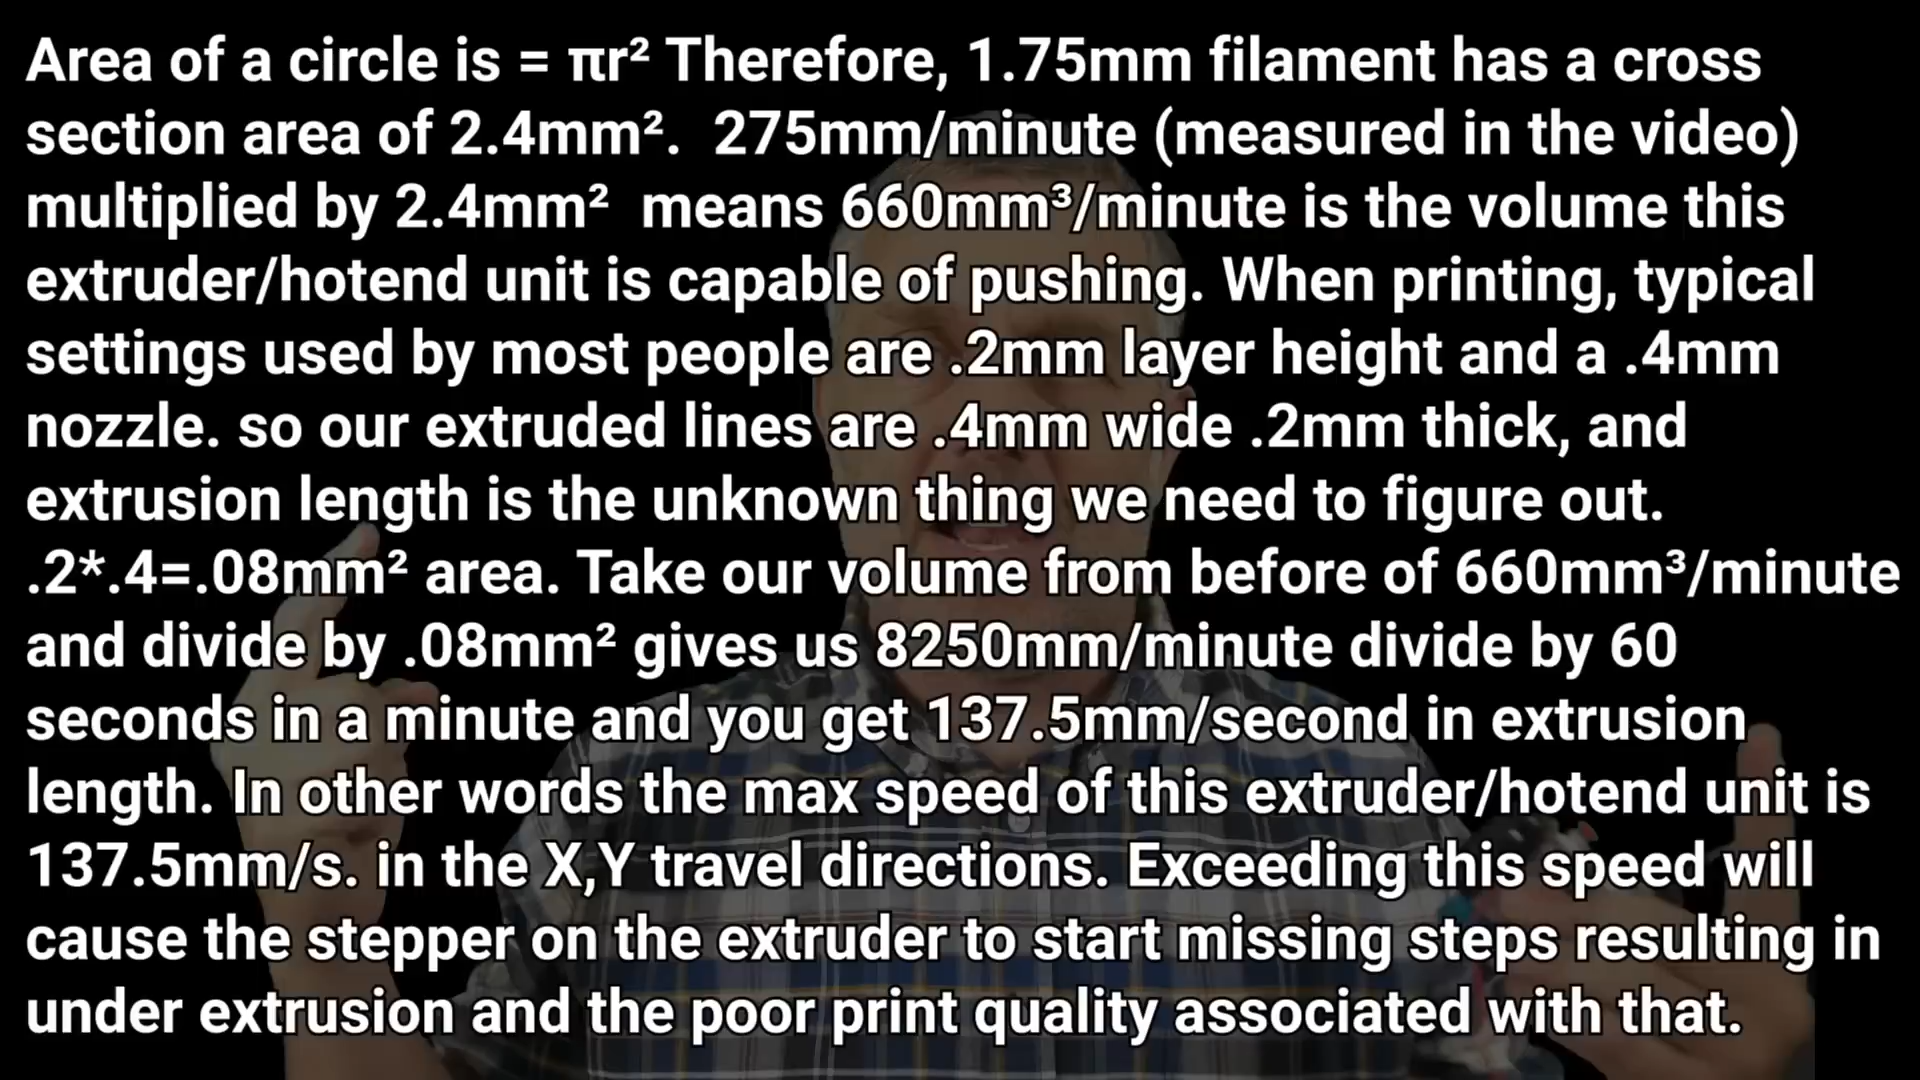 Area of a circle is = πr² Therefore, 1.75mm filament has a cross
section area of 2.4mm².  275mm/minute (measured in the video)
multiplied by 2.4mm²  means 660mm³/minute is the volume this
extruder/hotend unit is capable of pushing. When printing, typical
settings used by most people are .2mm layer height and a .4mm
nozzle. so our extruded lines are .4mm wide .2mm thick, and
extrusion length is the unknown thing we need to figure out.
.2*.4=.08mm² area. Take our volume from before of 660mm³/minute
and divide by .08mm² gives us 8250mm/minute divide by 60
seconds in a minute and you get 137.5mm/second in extrusion
length. In other words the max speed of this extruder/hotend unit is
137.5mm/s. in the X,Y travel directions. Exceeding this speed will
cause the stepper on the extruder to start missing steps resulting in
under extrusion and the poor print quality associated with that.